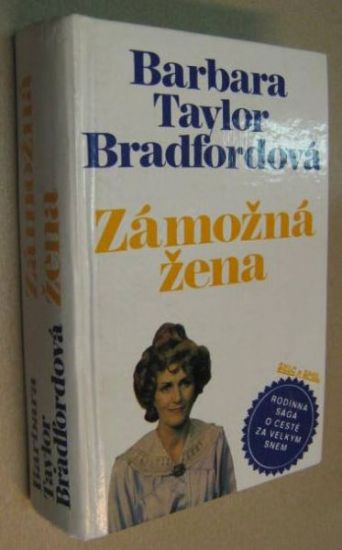 Barbara
Taylor
Bradfordová
Zámožná
žena
RODINNÁ
SÁGA
O CESTĚ
ZA VELKÝM
SNEM
Barbara
Taylor
Bradfordová
Zámožná
žena